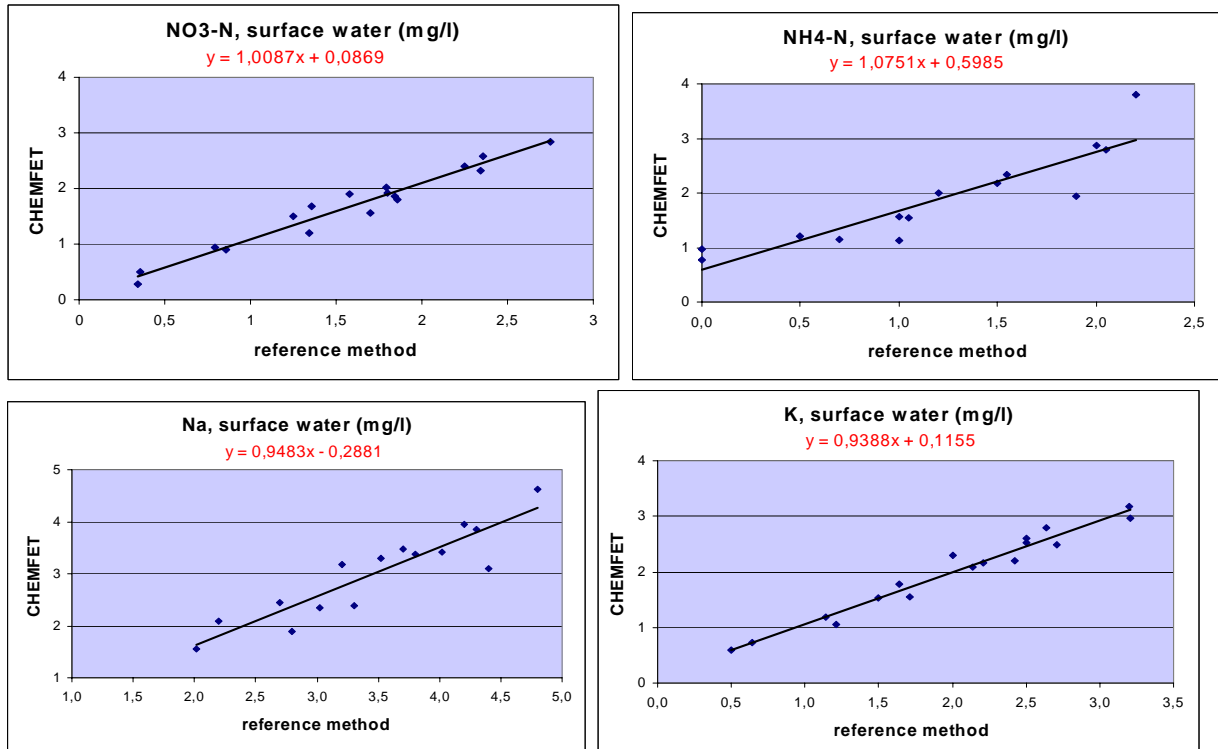 NO3-N, surface water (mg/l)
y = 1,0087x + 0,0869
4
3
2
1
0
CHEMFET
0 0,5 1 1,5 2 2,5 3
reference method
NH4-N, surface water (mg/l)
y = 1,0751x + 0,5985
4
3
2
1
0
CHEMFET
0,0 0,5 1,0 1,5 2,0 2,5
reference method
Na, surface water (mg/l)
y = 0,9483x - 0,2881
5
4
3
2
1
CHEMFET
1,0 1,5 2,0 2,5 3,0 3,5 4,0 4,5 5,0
reference method
K, surface water (mg/l)
y = 0,9388x + 0,1155
4
3
2
1
0
CHEMFET
0,0 0,5 1,0 1,5 2,0 2,5 3,0 3,5
reference method